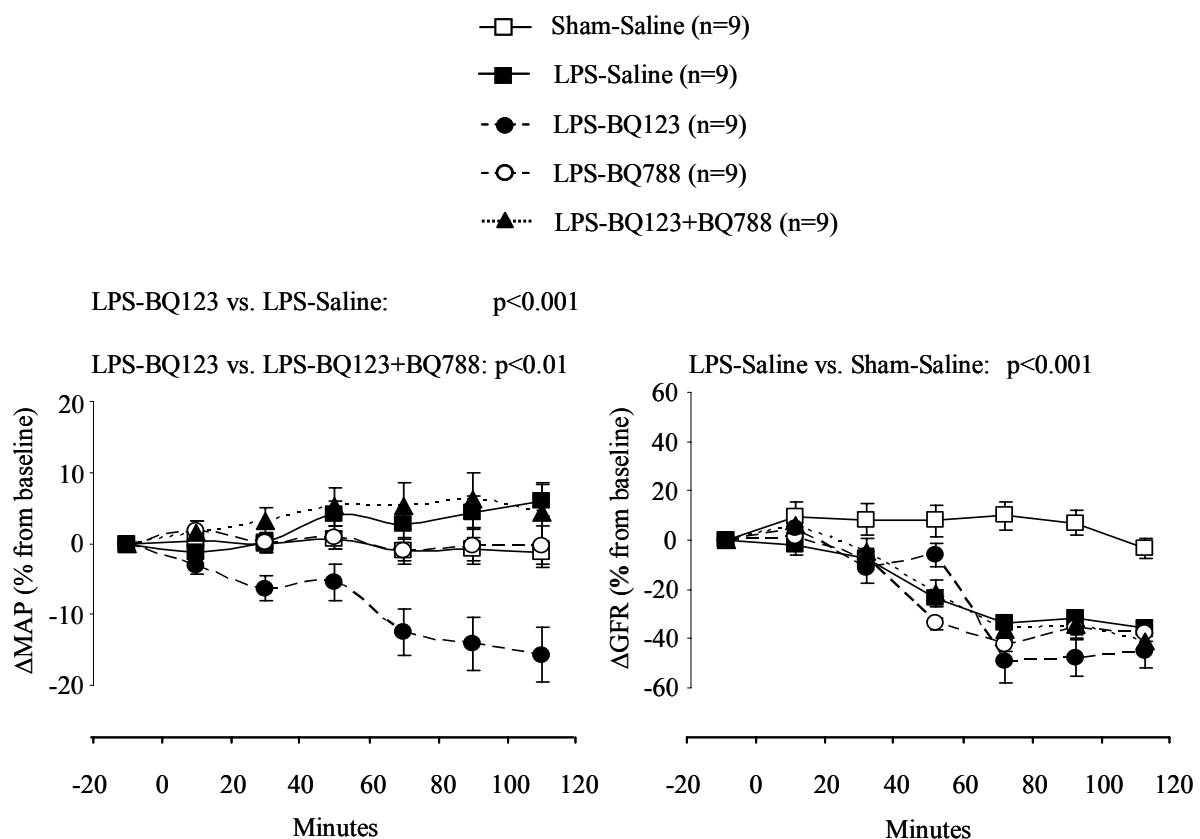 Sham-Saline (n=9)
LPS-Saline (n=9)
LPS-BQ123 (n=9)
LPS-BQ788 (n=9)
LPS-BQ123+BQ788 (n=9)
LPS-BQ123 vs. LPS-Saline: p<0.001
LPS-BQ123 vs. LPS-BQ123+BQ788: p<0.01
ΔMAP (% from baseline)
20
10
0
-10
-20
-20 0 20 40 60 80 100 120
Minutes
LPS-Saline vs. Sham-Saline: p<0.001
ΔGFR (% from baseline)
60
40
20
0
-20
-40
-60
-20 0 20 40 60 80 100 120
Minutes